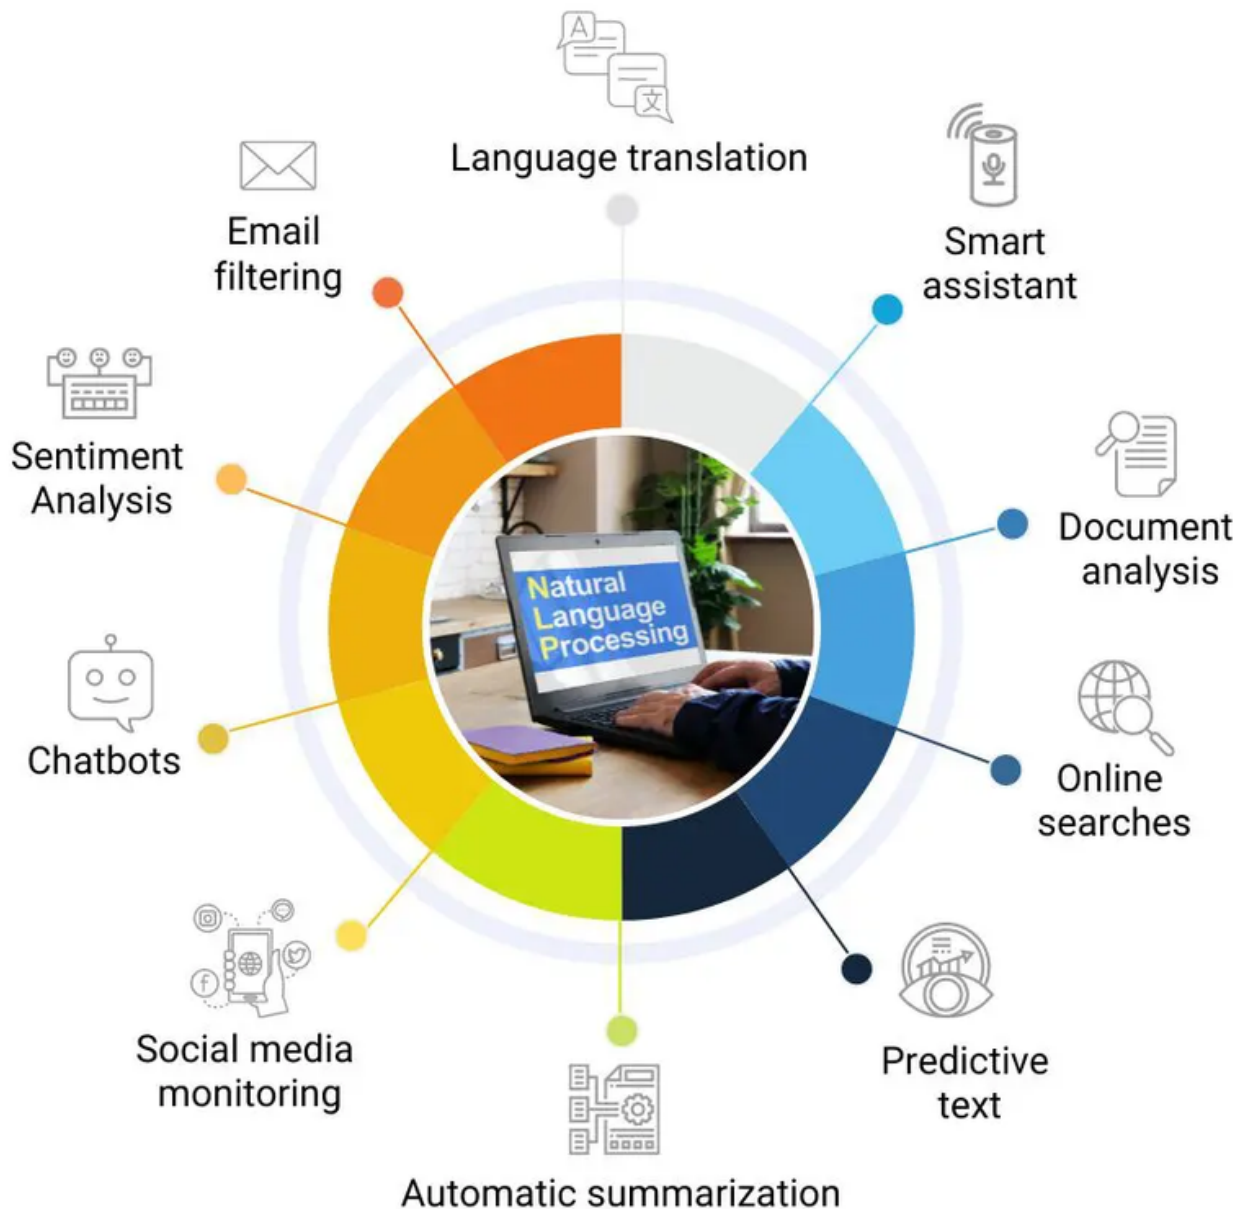 A
文
Language translation
Smart
assistant
Document
analysis
Online
searches
Predictive
text
Automatic summarization
Social media
monitoring
f
Chatbots
Sentiment
Analysis
Email
filtering
Natural
Language
Processing